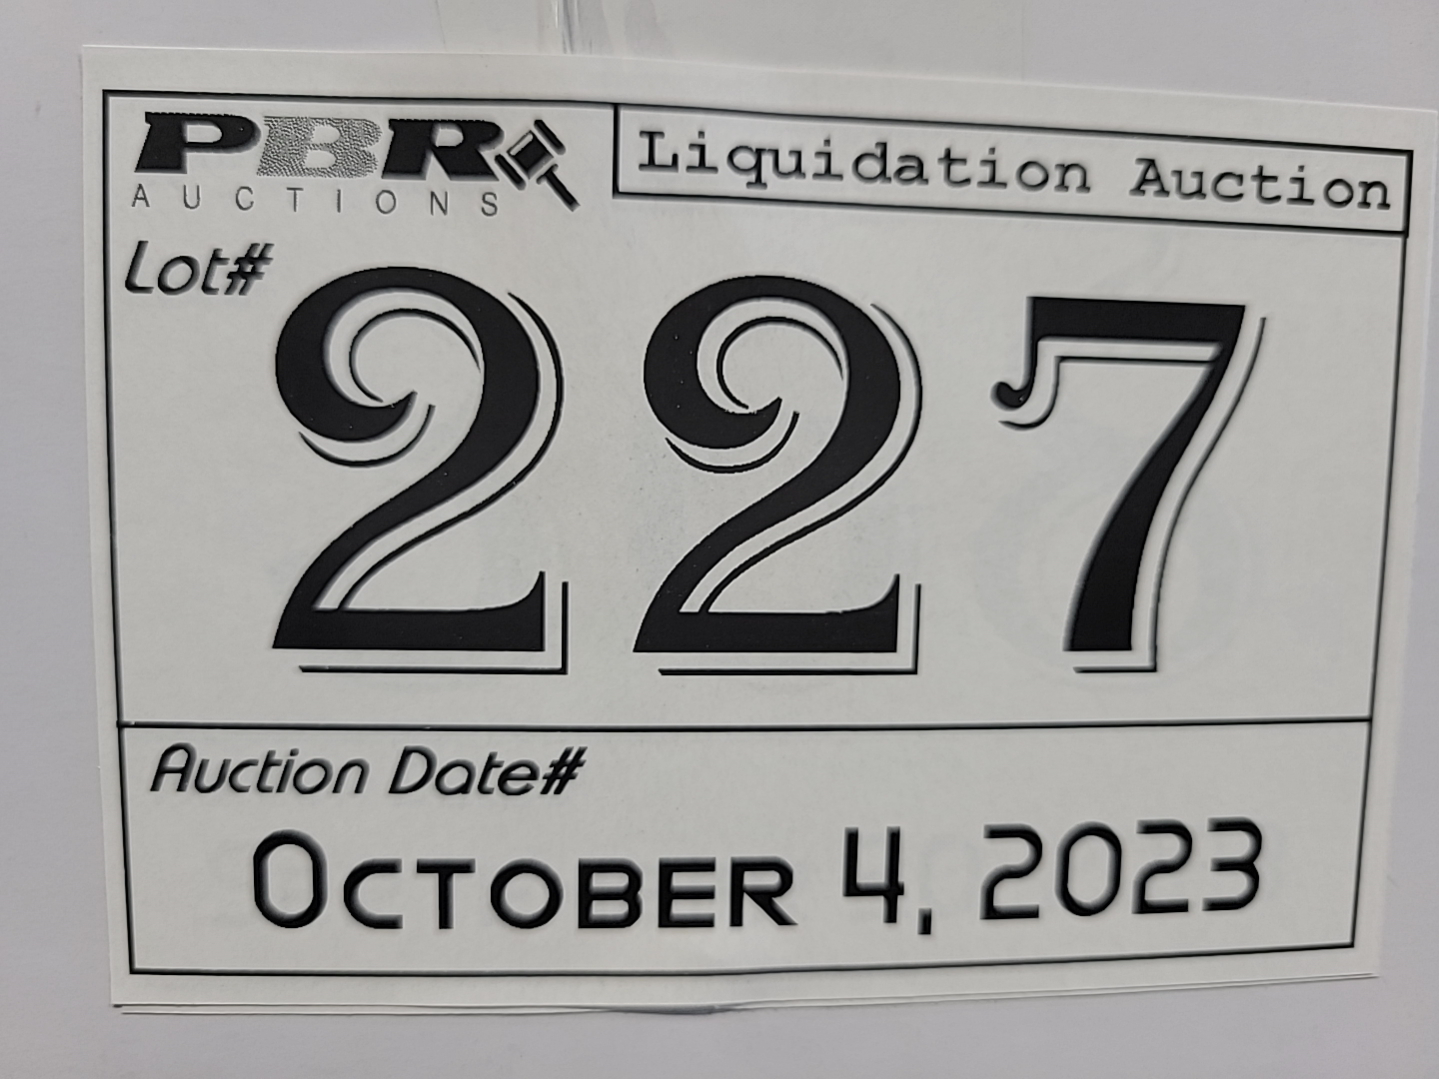 PBR
AUCTIONS
Liquidation Auction
Lot#
227
Auction Date#
OCTOBER 4, 2023